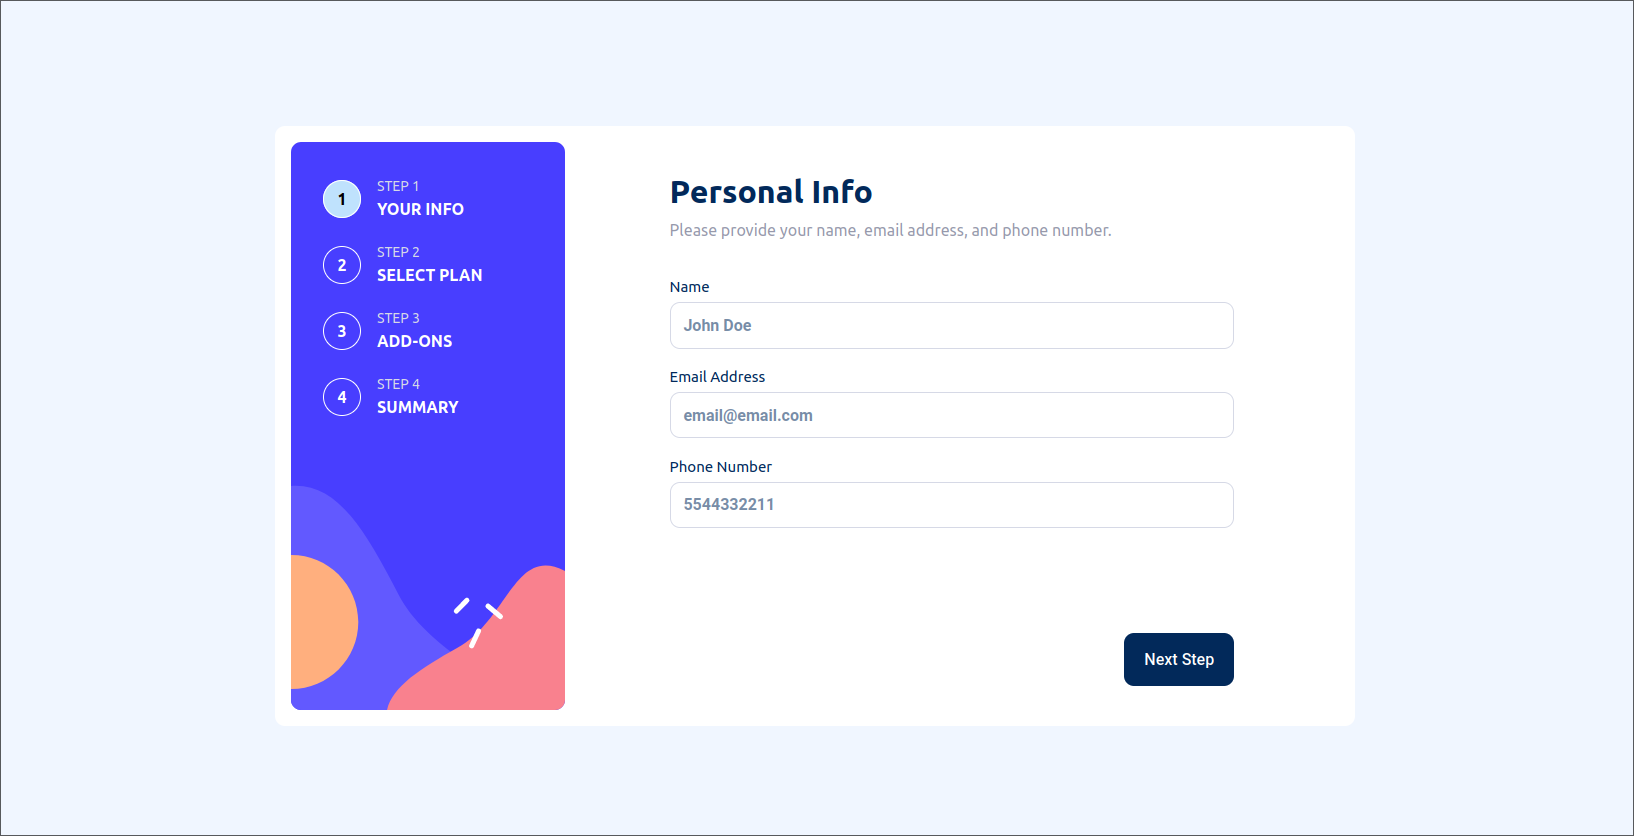 1
STEP 1
YOUR INFO
2
STEP 2
SELECT PLAN
3
STEP 3
ADD-ONS
4
STEP 4
SUMMARY
Personal Info
Please provide your name, email address, and phone number.
Name
John Doe
Email Address
email@email.com
Phone Number
5544332211
Next Step